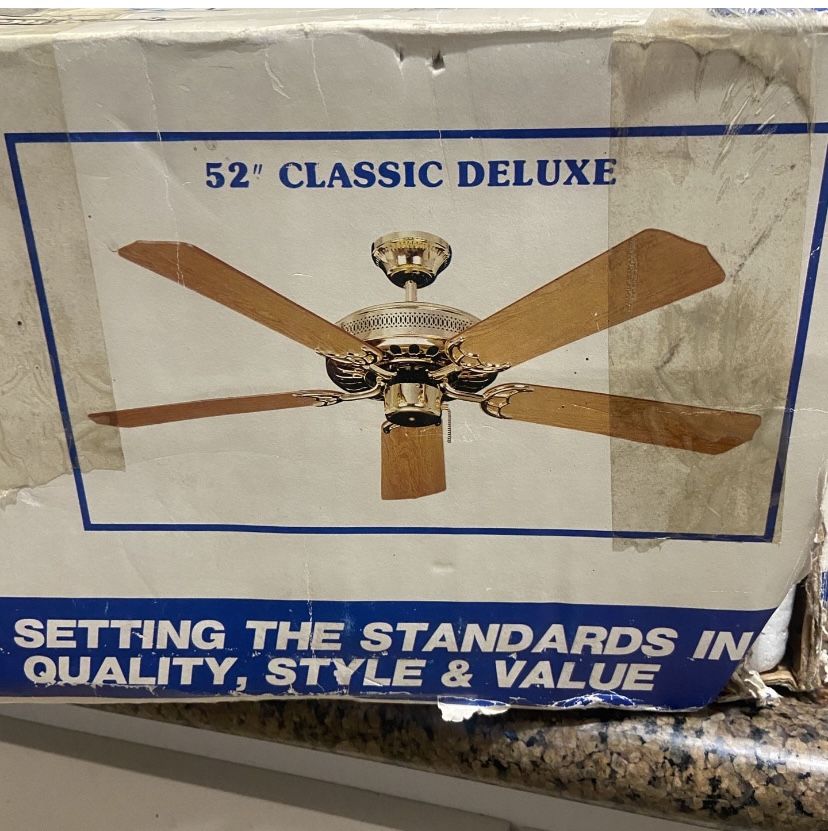 52" CLASSIC DELUXE
SETTING THE STANDARDS IN
QUALITY, STYLE & VALUE